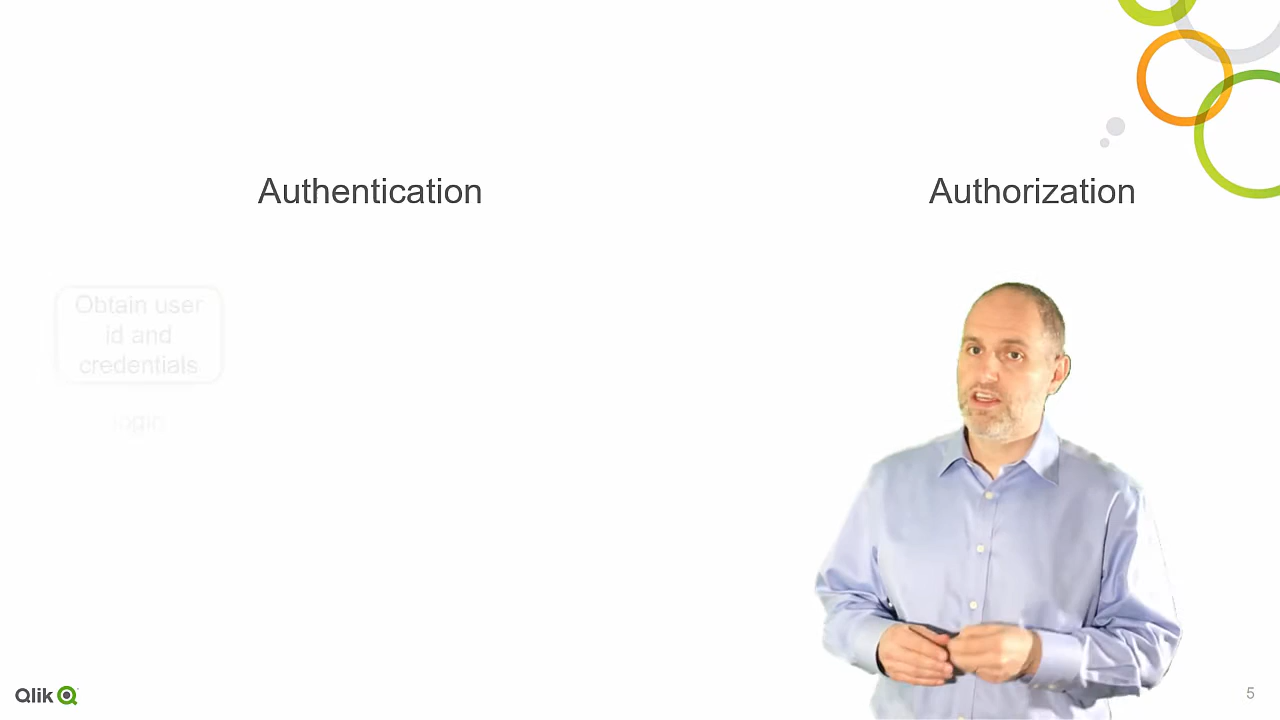 Authentication
Authorization
Obtain user
id and
credentials
login
Qlik
5